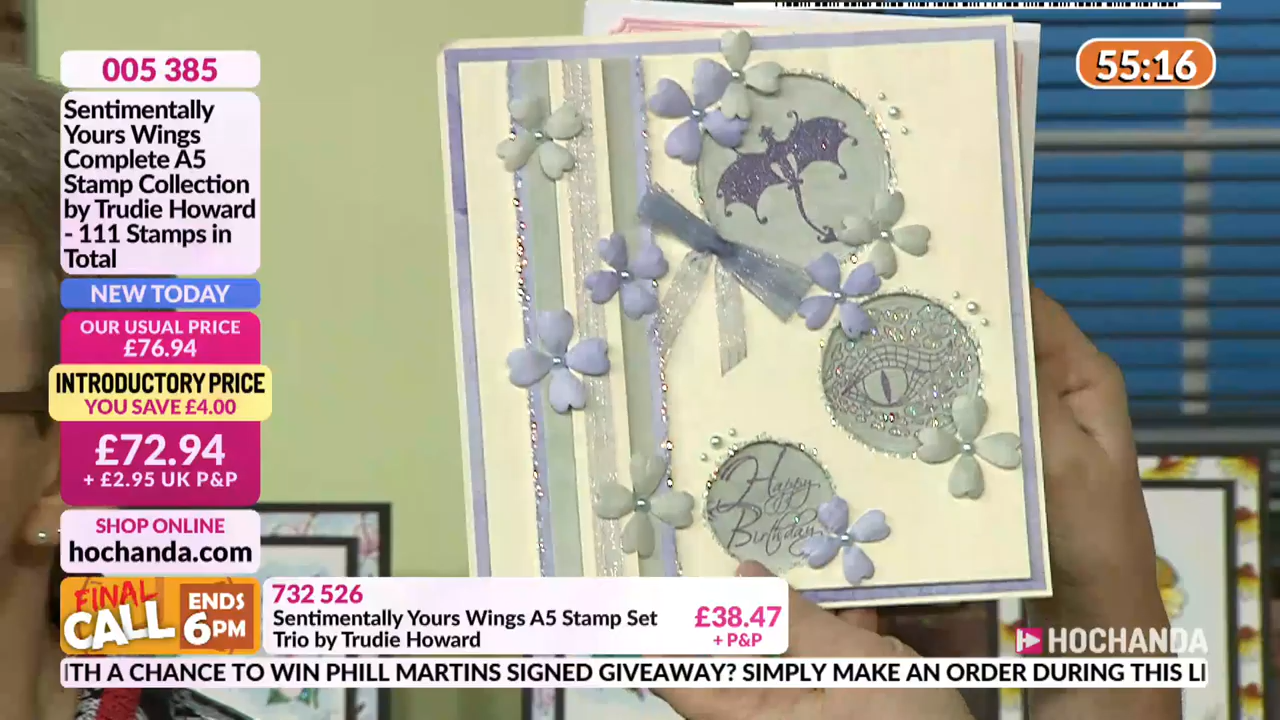 005 385
55:16
Sentimentally
Yours Wings
Complete A5
Stamp Collection
by Trudie Howard
- 111 Stamps in
Total
NEW TODAY
OUR USUAL PRICE
£76.94
INTRODUCTORY PRICE
YOU SAVE £4.00
£72.94
+ £2.95 UK P&P
SHOP ONLINE
hochanda.com
Happy
Birthday
FINAL
CALL
ENDS
6PM
732 526
Sentimentally Yours Wings A5 Stamp Set
Trio by Trudie Howard
£38.47
+ P&P
HOCHANDA
ITH A CHANCE TO WIN PHILL MARTINS SIGNED GIVEAWAY? SIMPLY MAKE AN ORDER DURING THIS LI